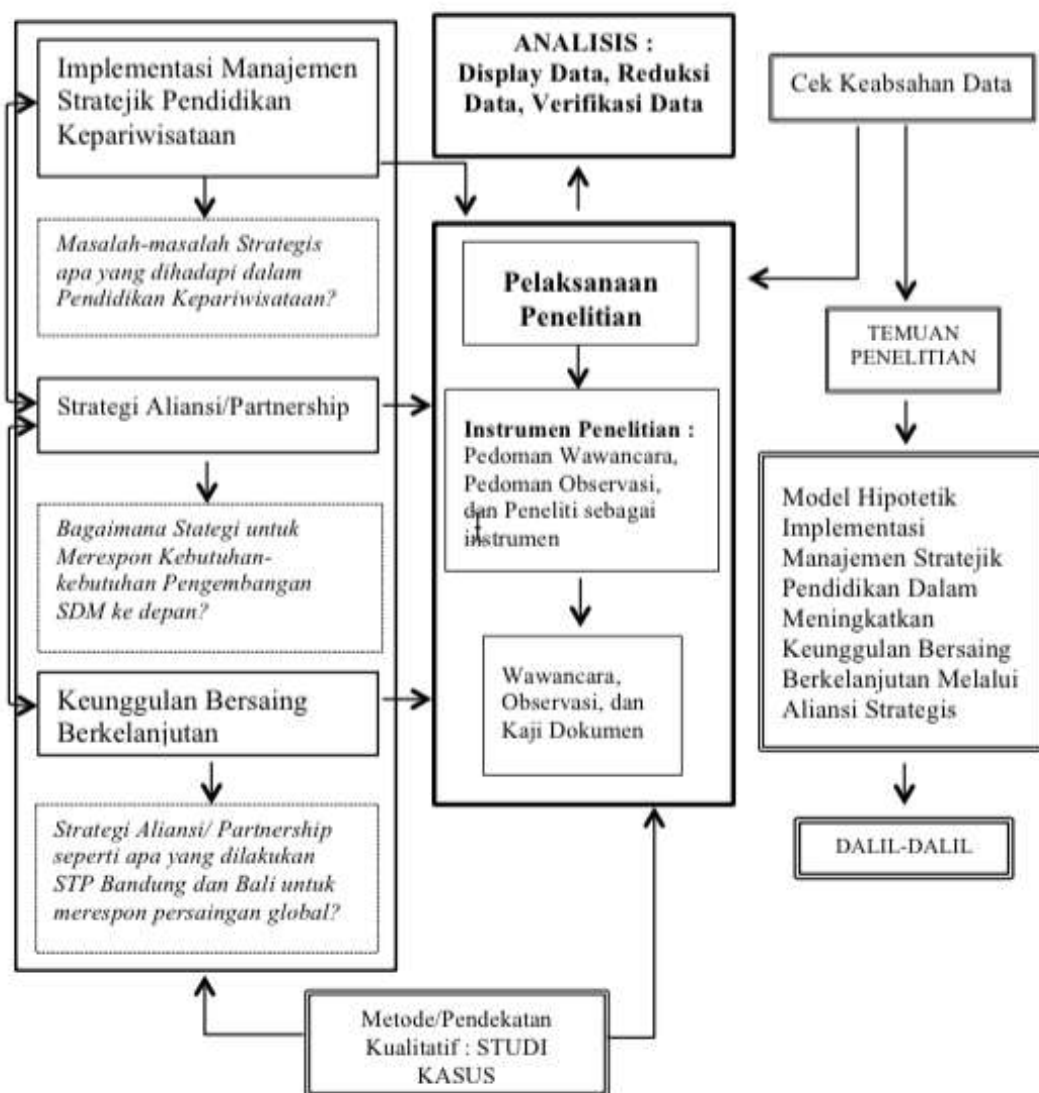 Implementasi Manajemen
Stratejik Pendidikan
Kepariwisataan
Masalah-masalah Strategis
apa yang dihadapi dalam
Pendidikan Kepariwisataan?
Strategi Aliansi/Partnership
Bagaimana Stategi untuk
Merespon Kebutuhan-
kebutuhan Pengembangan
SDM ke depan?
Keunggulan Bersaing
Berkelanjutan
Strategi Aliansi/ Partnership
seperti apa yang dilakukan
STP Bandung dan Bali untuk
merespon persaingan global?
ANALISIS :
Display Data, Reduksi
Data, Verifikasi Data
Pelaksanaan
Penelitian
Instrumen Penelitian :
Pedoman Wawancara,
Pedoman Observasi,
dan Peneliti sebagai
instrumen
Wawancara,
Observasi, dan
Kaji Dokumen
Cek Keabsahan Data
TEMUAN
PENELITIAN
Model Hipotetik
Implementasi
Manajemen Stratejik
Pendidikan Dalam
Meningkatkan
Keunggulan Bersaing
Berkelanjutan Melalui
Aliansi Strategis
DALIL-DALIL
Metode/Pendekatan
Kualitatif : STUDI
KASUS